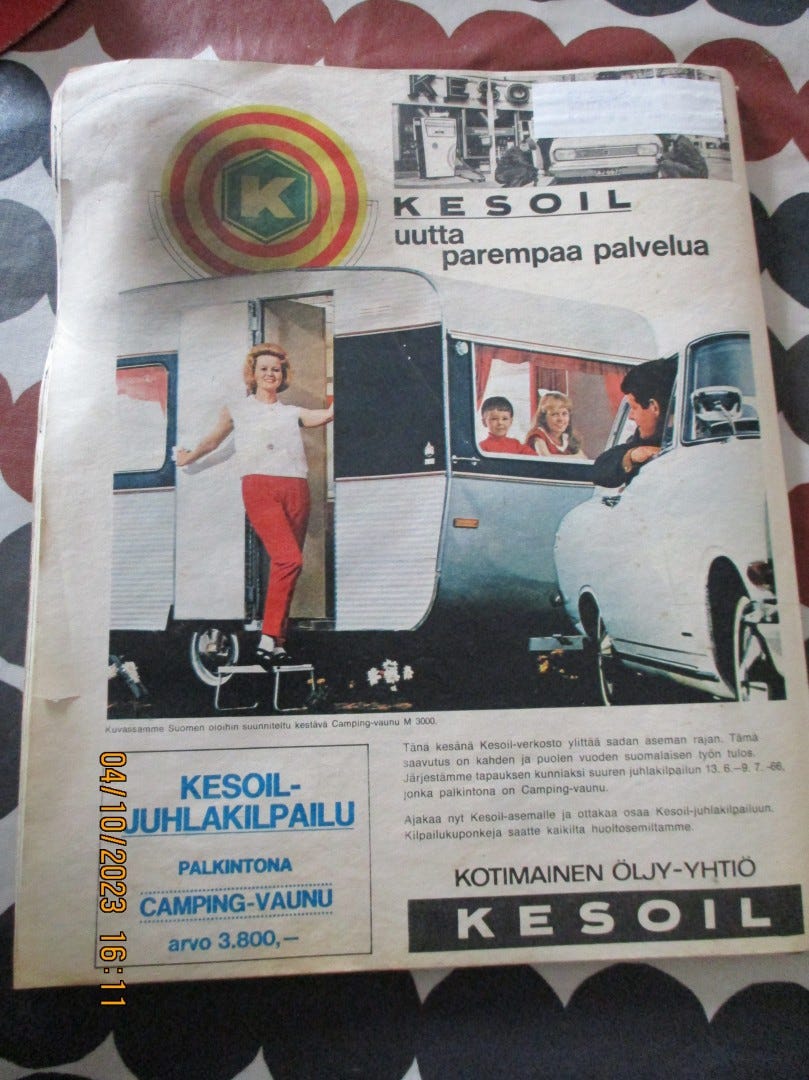 KESO
K
KESOIL
uutta
parempaa palvelua
Kuvassamme Suomen oloihin suunniteltu kestävä Camping-vaunu M 3000.
KESOIL-
JUHLAKILPAILU
PALKINTONA
CAMPING-VAUNU
arvo 3.800,—
Tänä kesänä Kesoil-verkosto ylittää sadan aseman rajan. Tämä
saavutus on kahden ja puolen vuoden suomalaisen työn tulos.
Järjestämme tapauksen kunniaksi suuren juhlakilpailun 13. 6.—9. 7. -66,
jonka palkintona on Camping-vaunu.
Ajakaa nyt Kesoil-asemalle ja ottakaa osaa Kesoil-juhlakilpailuun.
Kilpailukuponkeja saatte kaikilta huoltosemiltamme.
KOTIMAINEN ÖLJY-YHTIÖ
KESOIL
04/10/2023 16:11